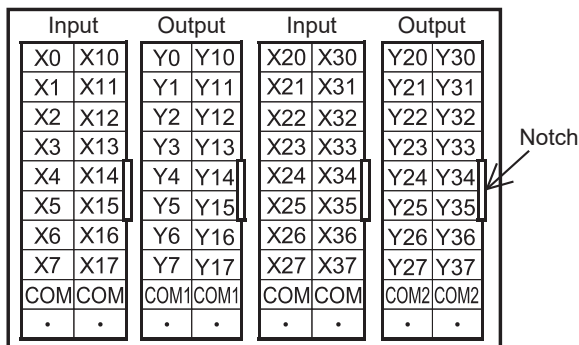 Input Output Input Output
X0 X10 Y0 Y10 X20 X30 Y20 Y30
X1 X11 Y1 Y11 X21 X31 Y21 Y31
X2 X12 Y2 Y12 X22 X32 Y22 Y32
X3 X13 Y3 Y13 X23 X33 Y23 Y33
Notch
X4 X14 Y4 Y14 X24 X34 Y24 Y34
X5 X15 Y5 Y15 X25 X35 Y25 Y35
X6 X16 Y6 Y16 X26 X36 Y26 Y36
X7 X17 Y7 Y17 X27 X37 Y27 Y37
COM COM COM1 COM1 COM COM COM2 COM2
· · · · · · · ·